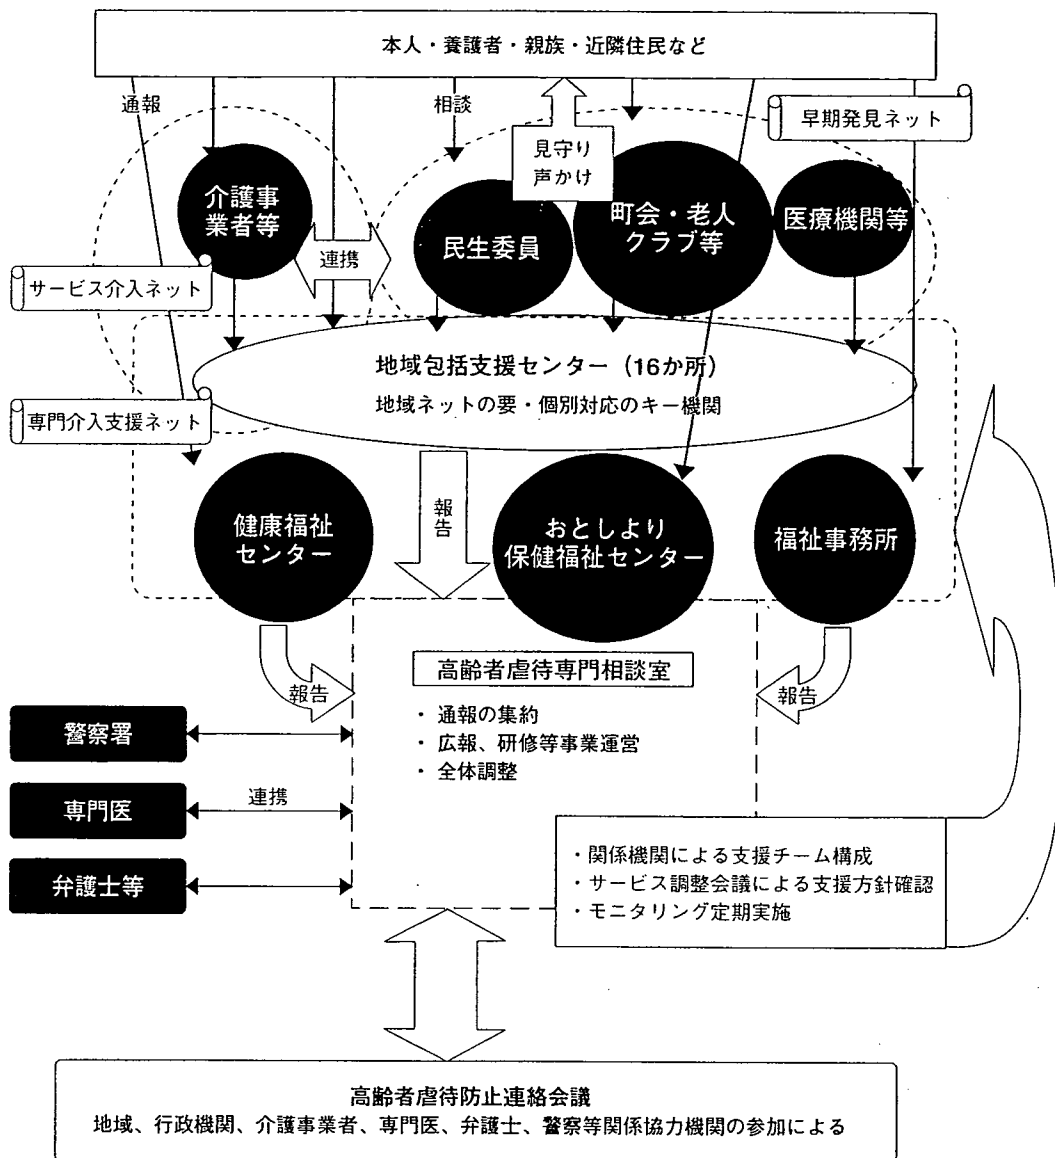 本人・養護者・親族・近隣住民など
通報
相談
見守り
声かけ
早期発見ネット
介護事
業者等
連携
民生委員
町会・老人
クラブ等
医療機関等
サービス介入ネット
地域包括支援センター（16か所）
地域ネットの要・個別対応のキー機関
専門介入支援ネット
報告
健康福祉
センター
おとしより
保健福祉センター
福祉事務所
高齢者虐待専門相談室
報告
報告
・ 通報の集約
・ 広報、研修等事業運営
・ 全体調整
警察署
専門医
連携
弁護士等
・関係機関による支援チーム構成
・サービス調整会議による支援方針確認
・モニタリング定期実施
高齢者虐待防止連絡会議
地域、行政機関、介護事業者、専門医、弁護士、警察等関係協力機関の参加による